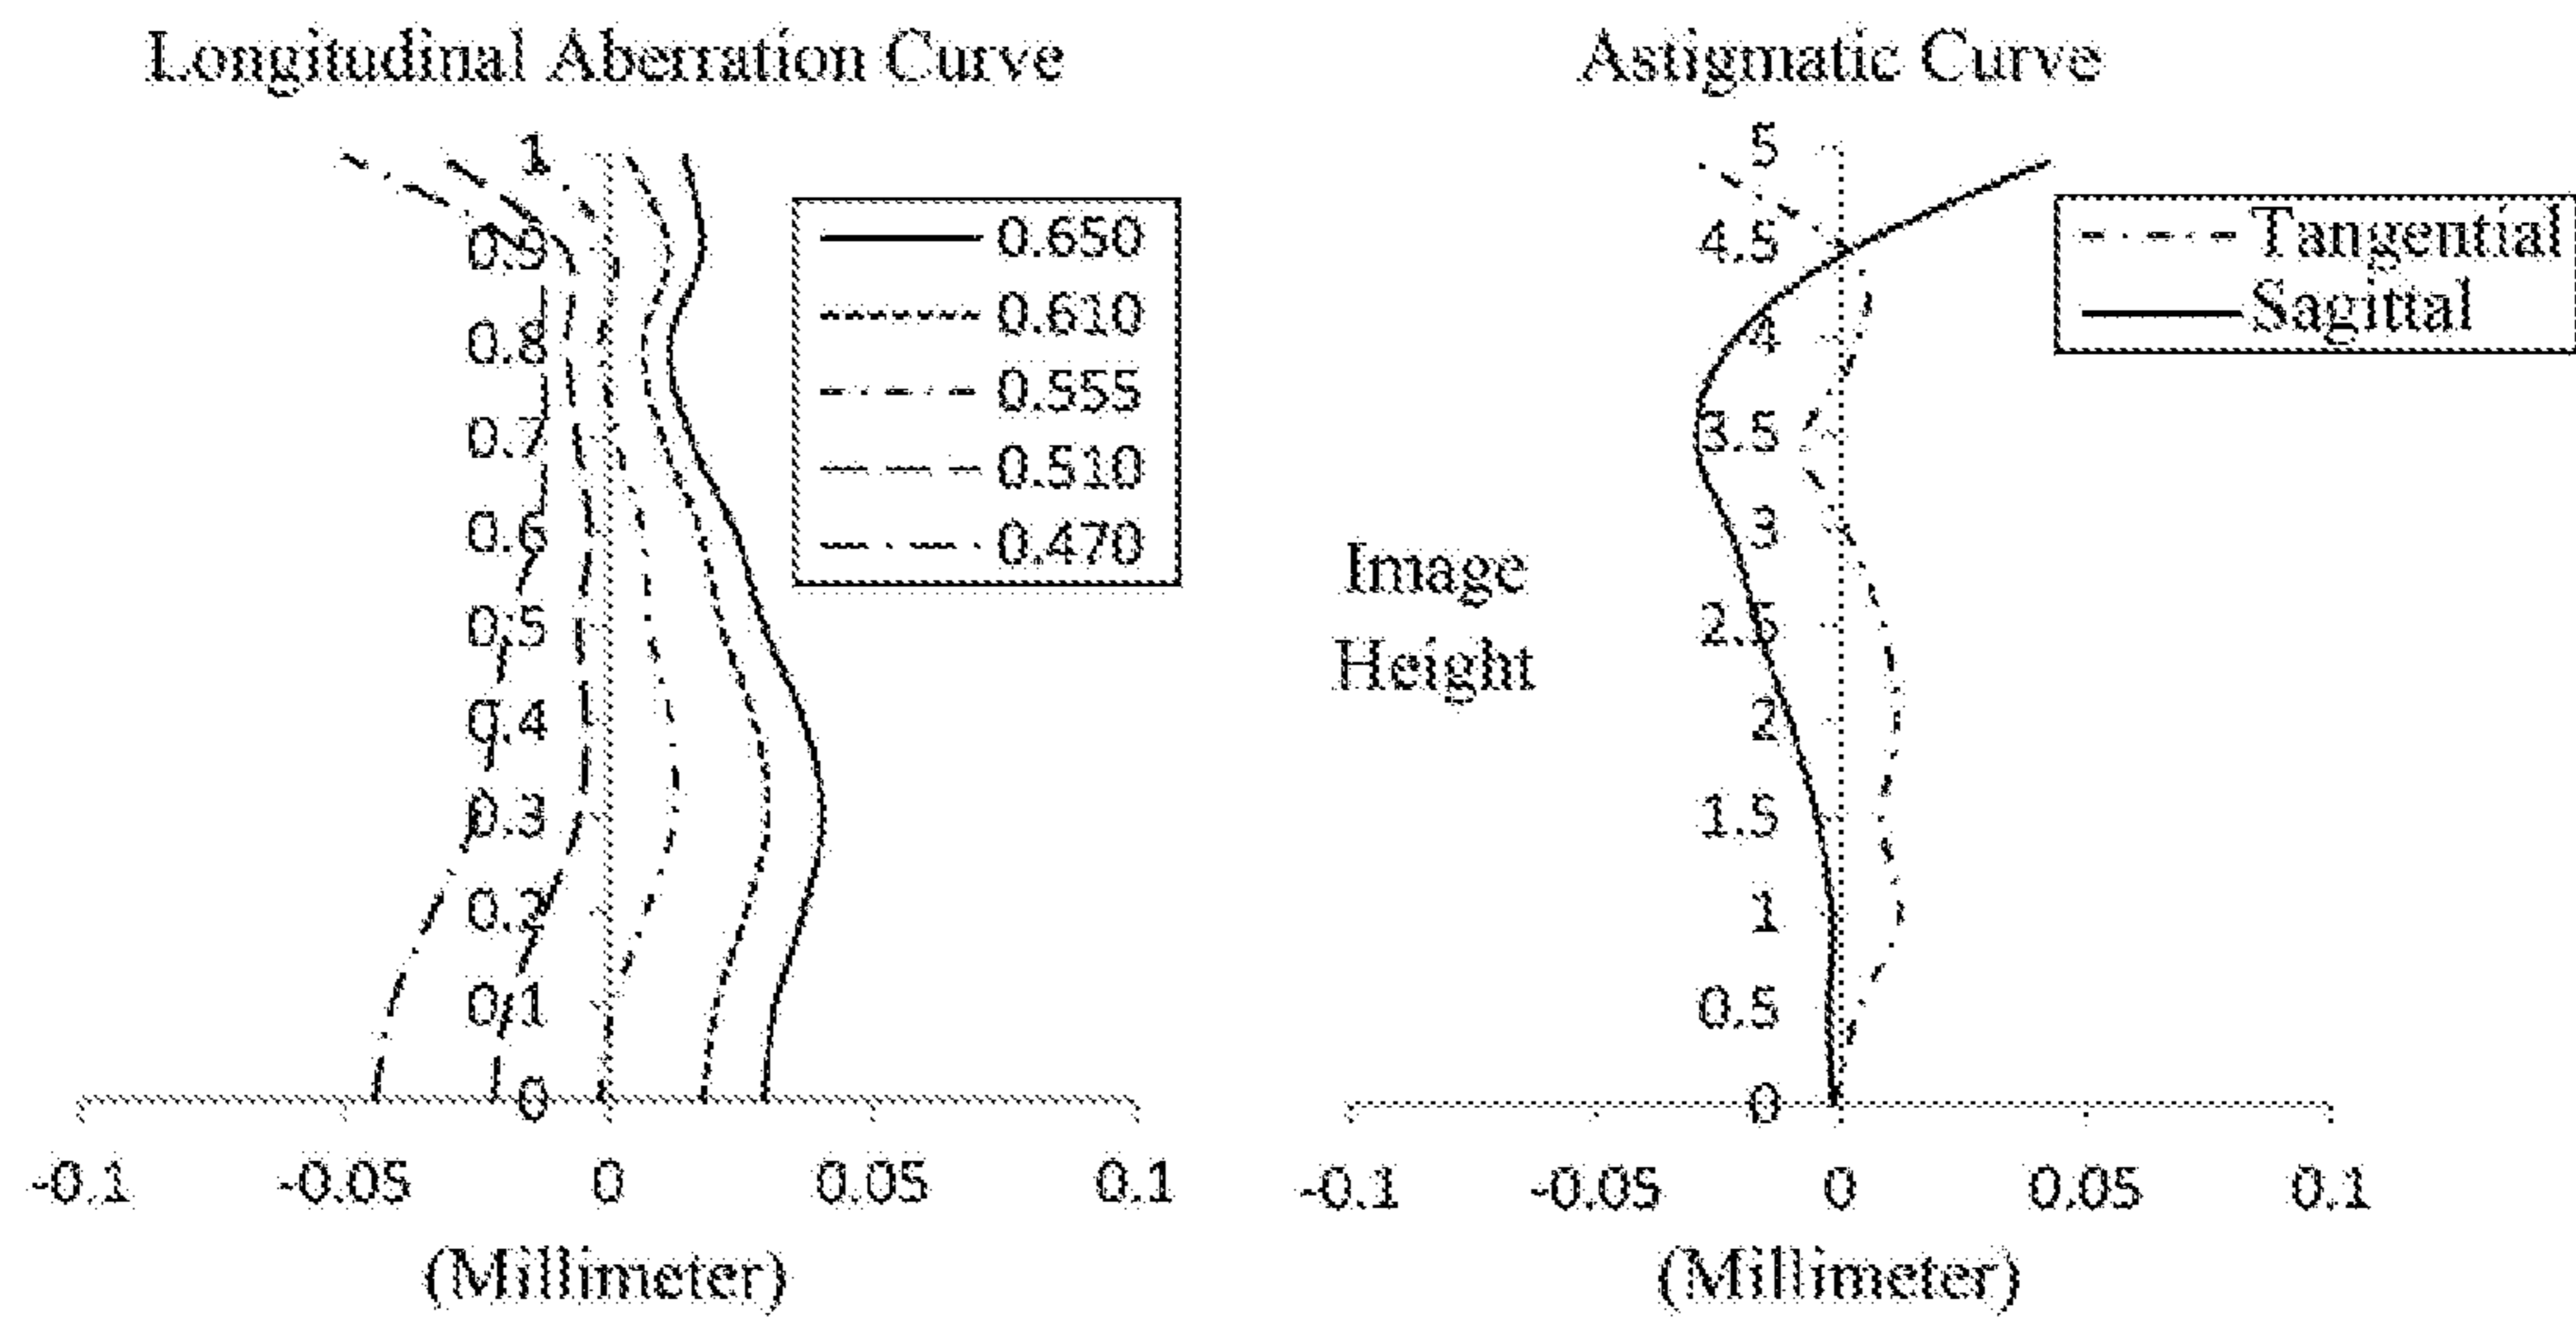 Longitudinal Aberration Curve
1
0.9
0.8
0.7
0.6
0.5
0.4
0.3
0.2
0.1
0
-0.1 -0.05 0 0.05 0.1
(Millimeter)
0.650
0.610
0.555
0.510
0.470
Astigmatic Curve
5
4.5
4
3.5
3
2.5
2
1.5
1
0.5
0
Image
Height
-0.1 -0.05 0 0.05 0.1
(Millimeter)
Tangential
Sagittal